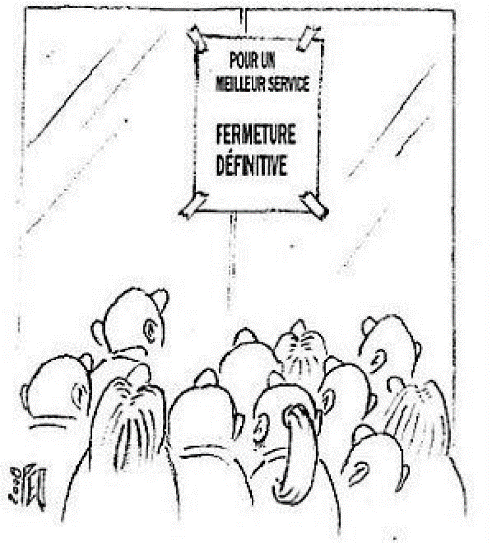 POUR UN
MEILLEUR SERVICE
FERMETURE
DÉFINITIVE